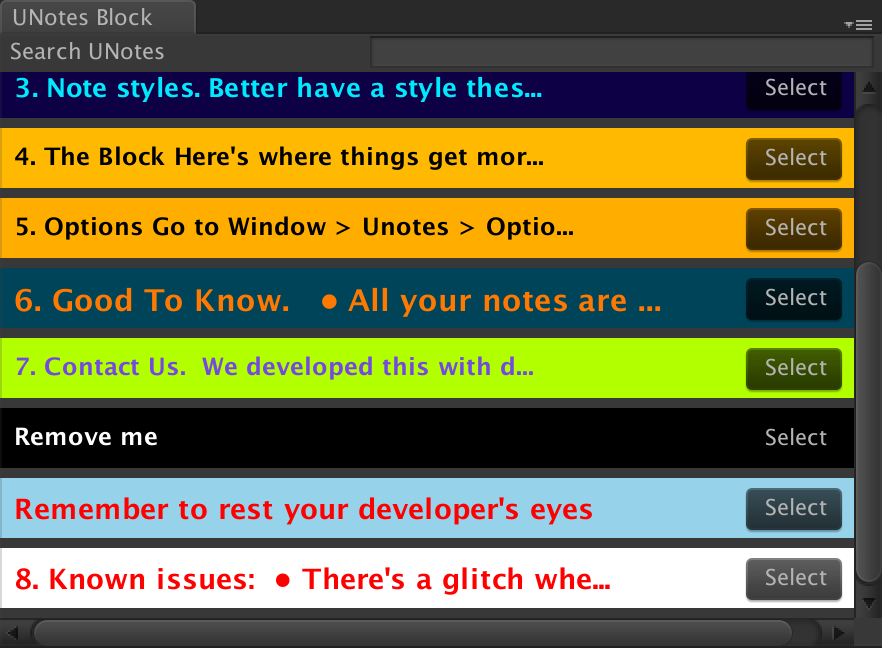 UNotes Block
Search UNotes
3. Note styles. Better have a style thes... Select
4. The Block Here's where things get mor... Select
5. Options Go to Window > Unotes > Optio... Select
6. Good To Know. ● All your notes are ... Select
7. Contact Us. We developed this with d... Select
Remove me Select
Remember to rest your developer's eyes Select
8. Known issues: ● There's a glitch whe... Select